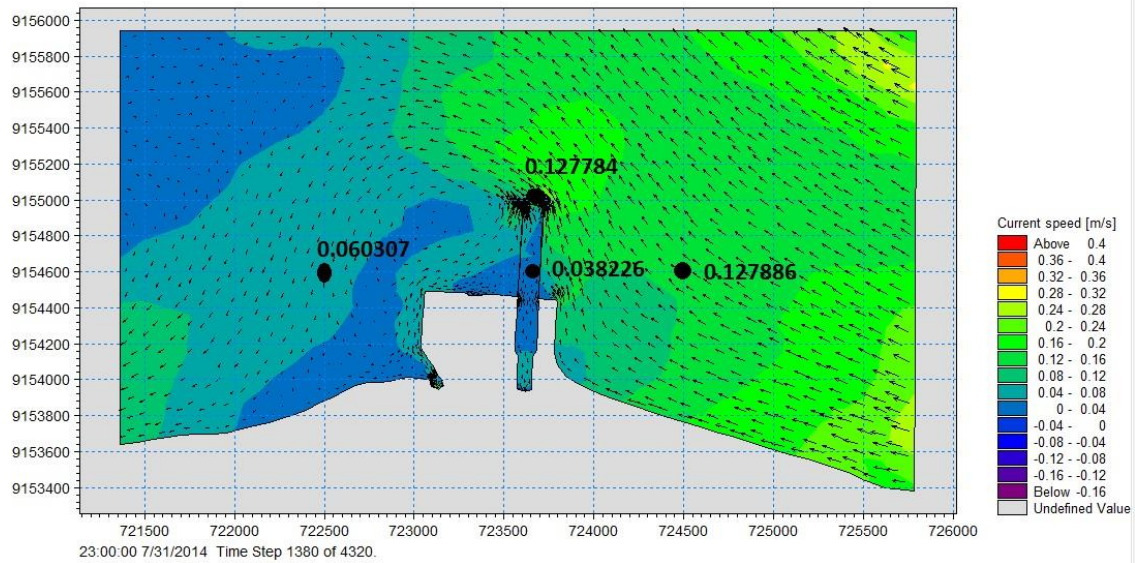 9156000
9155800
9155600
9155400
9155200
9155000
9154800
9154600
9154400
9154200
9154000
9153800
9153600
9153400
0.127784
0,060307
0.038226
0.127886
721500 722000 722500 723000 723500 724000 724500 725000 725500 726000
23:00:00 7/31/2014 Time Step 1380 of 4320.
Current speed [m/s]
Above 0.4
0.36 - 0.4
0.32 - 0.36
0.28 - 0.32
0.24 - 0.28
0.2 - 0.24
0.16 - 0.2
0.12 - 0.16
0.08 - 0.12
0.04 - 0.08
0 - 0.04
-0.04 - 0
-0.08 - -0.04
-0.12 - -0.08
-0.16 - -0.12
Below -0.16
Undefined Value